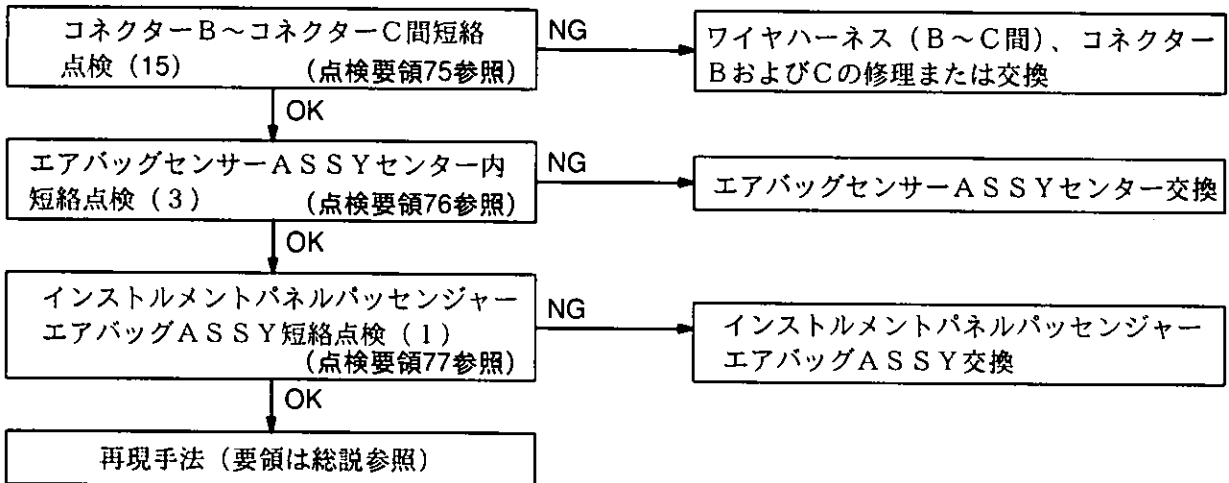 コネクターB～コネクターC間短絡
点検（15） （点検要領75参照）
NG
ワイヤハーネス（B～C間）、コネクター
BおよびCの修理または交換
OK
エアバッグセンサーASSYセンター内
短絡点検（3） （点検要領76参照）
NG
エアバッグセンサーASSYセンター交換
OK
インストルメントパネルパッセンジャー
エアバッグASSY短絡点検（1）
（点検要領77参照）
NG
インストルメントパネルパッセンジャー
エアバッグASSY交換
OK
再現手法（要領は総説参照）